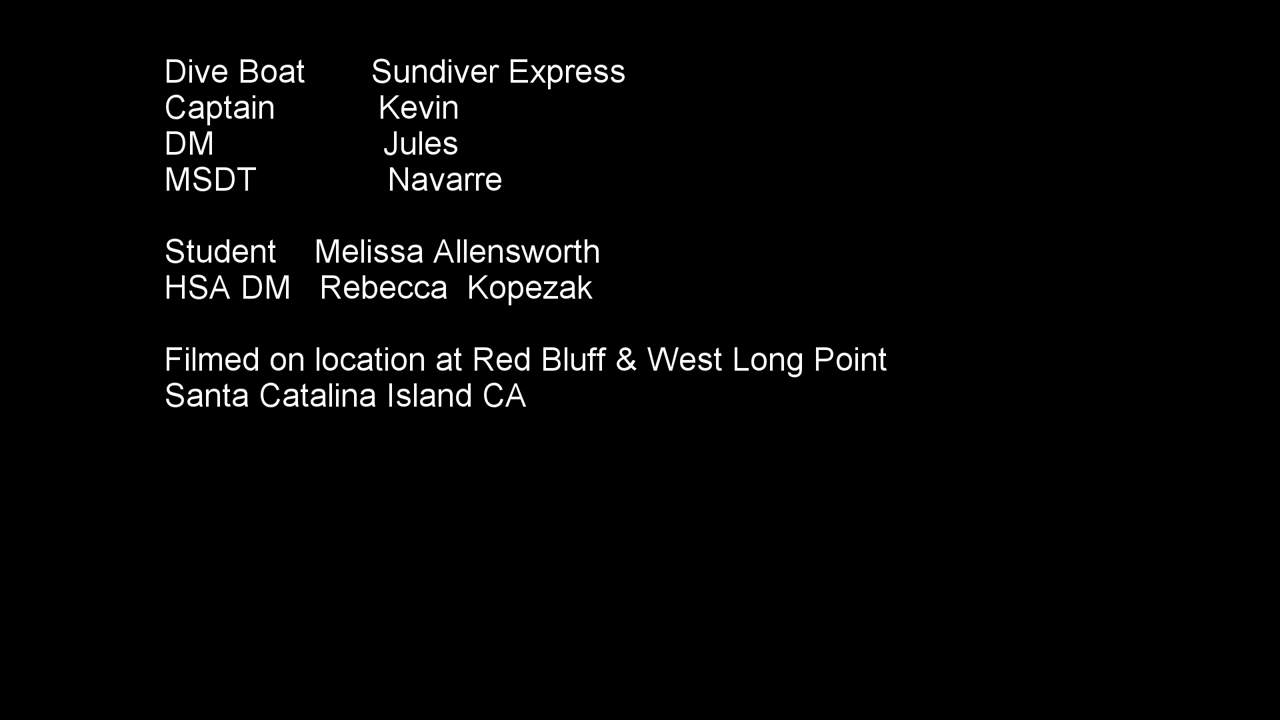 Dive Boat Sundiver Express
Captain Kevin
DM Jules
MSDT Navarre
Student Melissa Allensworth
HSA DM Rebecca Kopezak
Filmed on location at Red Bluff & West Long Point
Santa Catalina Island CA